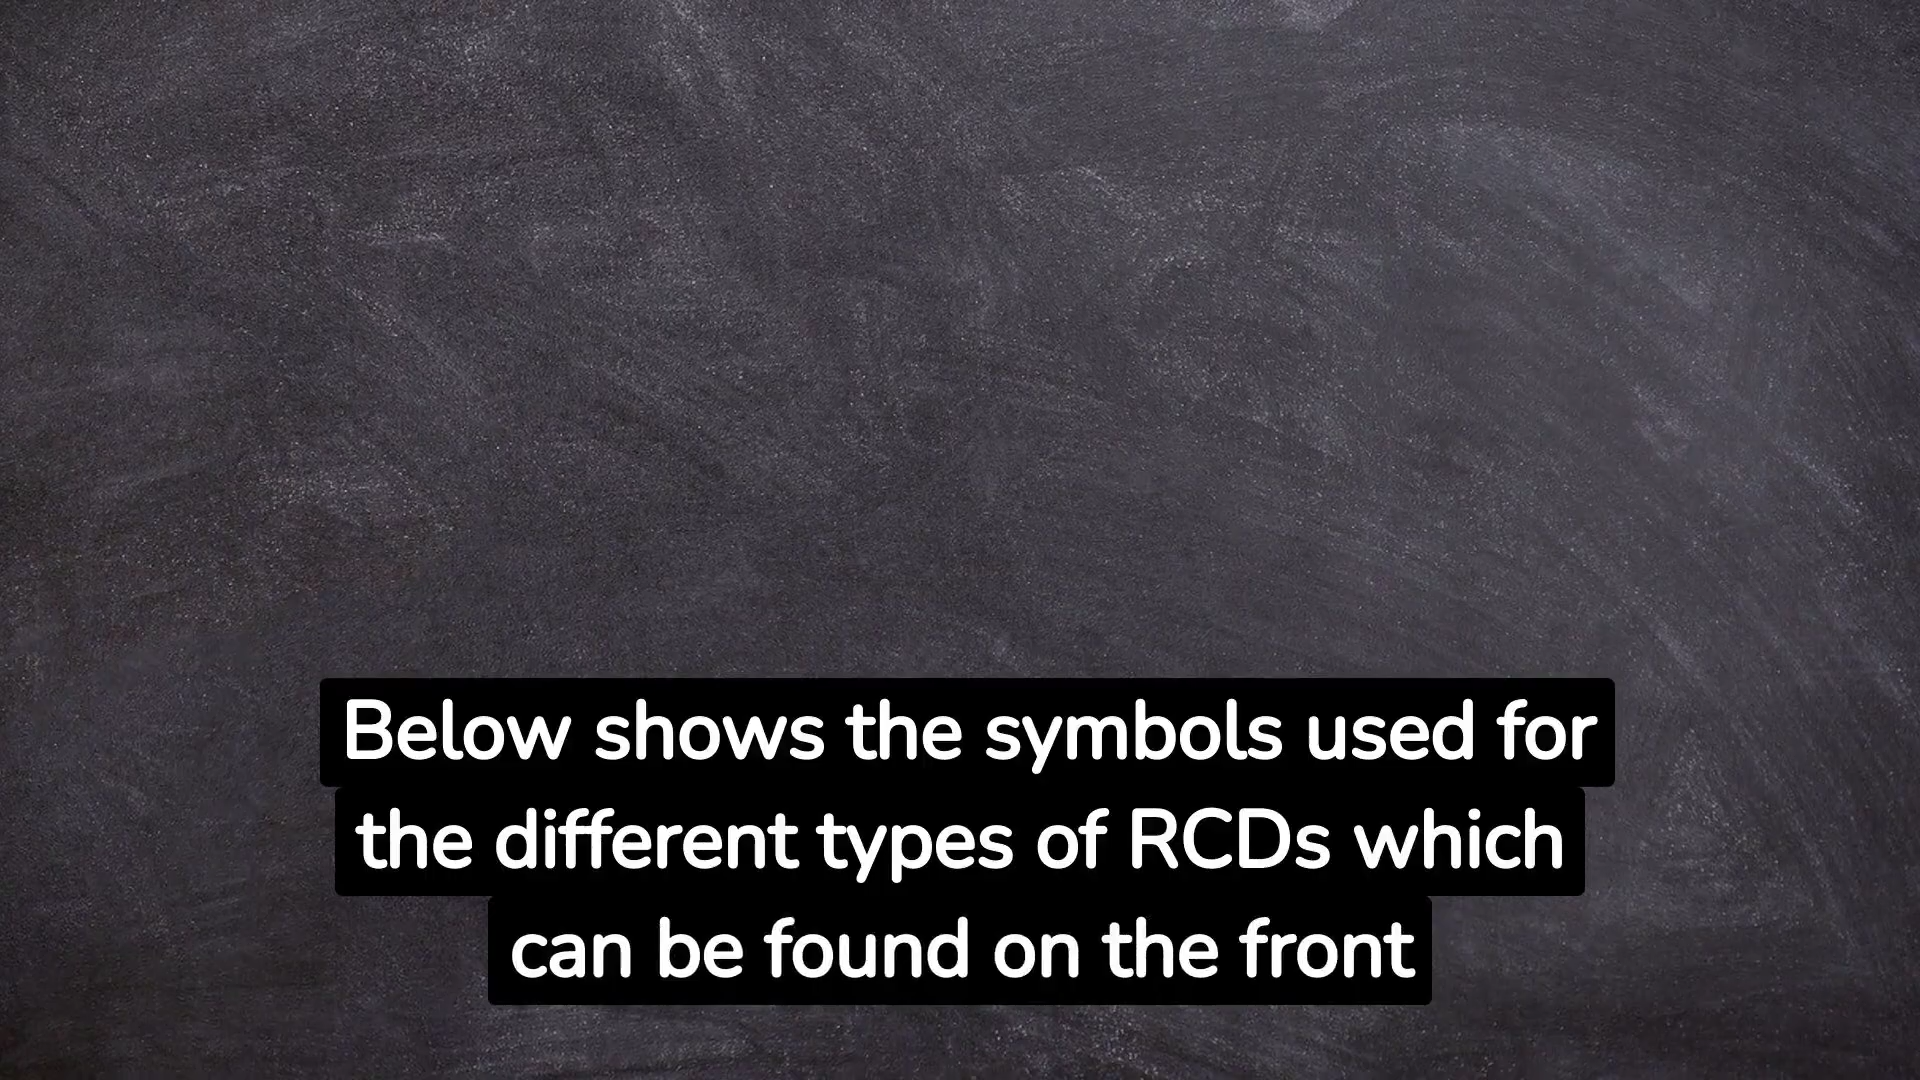 Below shows the symbols used for
the different types of RCDs which
can be found on the front